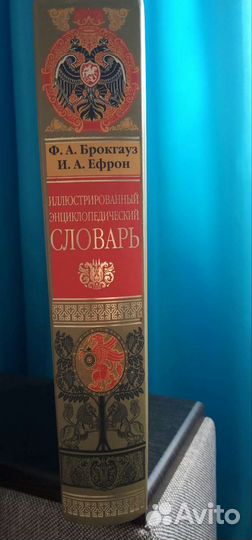 Ф. А. Брокгауз
И. А. Ефрон
ИЛЛЮСТРИРОВАННЫЙ
ЭНЦИКЛОПЕДИЧЕСКИЙ
СЛОВАРЬ
Avito